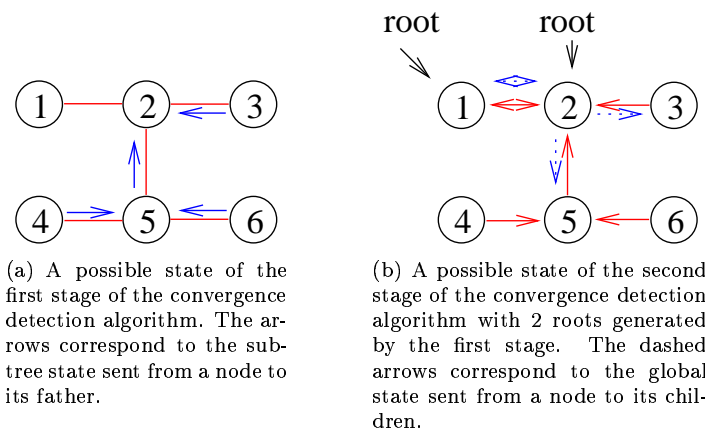 root
root
1
2
3
1
2
3
4
5
6
4
5
6
(a) A possible state of the
first stage of the convergence
detection algorithm. The ar-
rows correspond to the sub-
tree state sent from a node to
its father.
(b) A possible state of the second
stage of the convergence detection
algorithm with 2 roots generated
by the first stage. The dashed
arrows correspond to the global
state sent from a node to its chil-
dren.